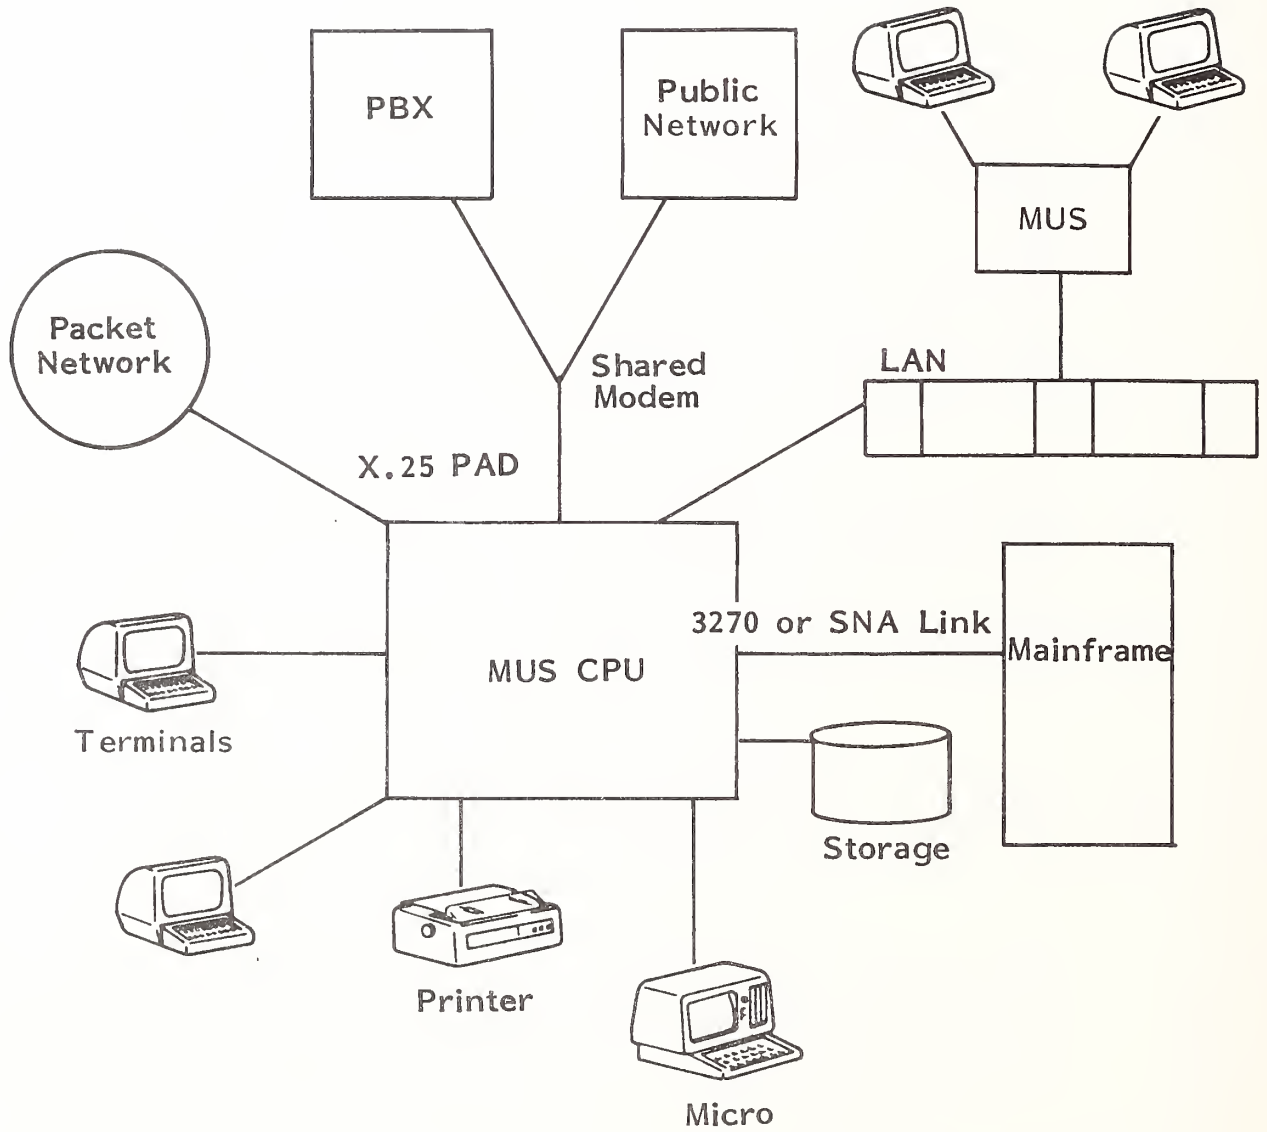 PBX
Public
Network
MUS
Packet
Network
Shared
Modem
LAN
X.25 PAD
3270 or SNA Link
Mainframe
MUS CPU
Terminals
Storage
Printer
Micro